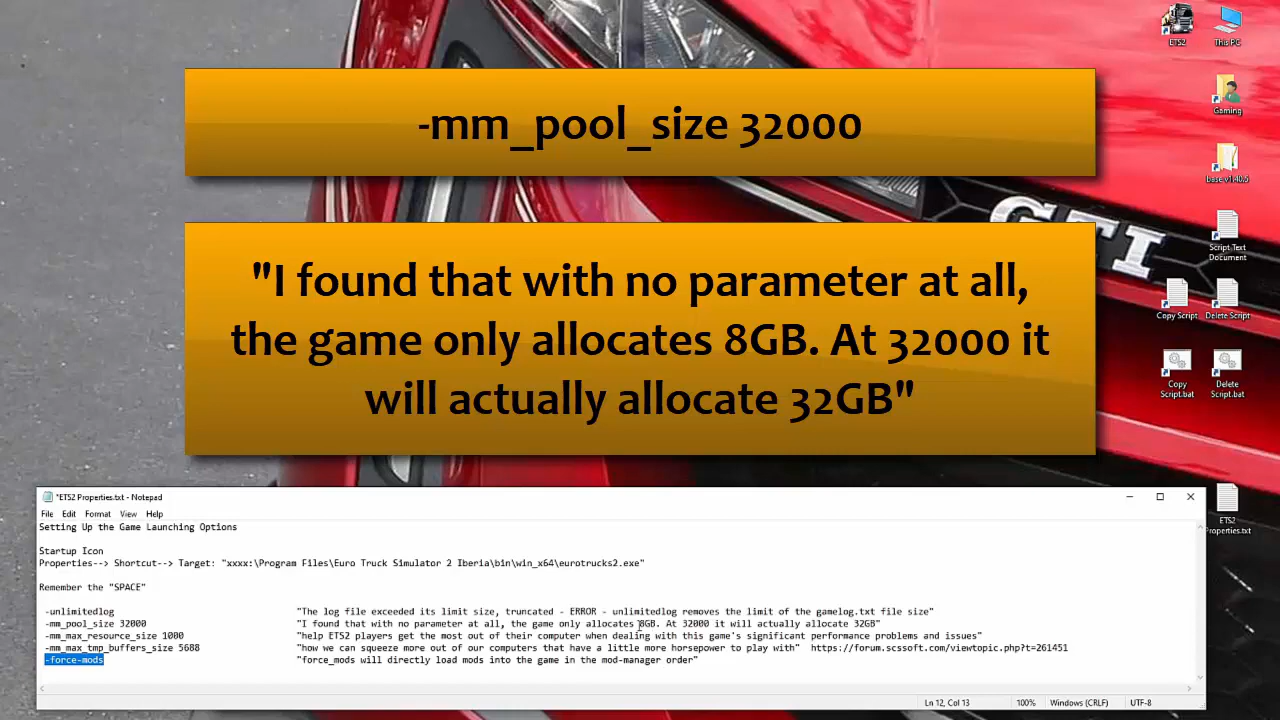 -mm_pool_size 32000
"I found that with no parameter at all,
the game only allocates 8GB. At 32000 it
will actually allocate 32GB"
GTI
ETS2
This PC
Gaming
base v1.40.5
Script Text
Document
Copy Script
Delete Script
Copy
Script.bat
Delete
Script.bat
ETS2
Properties.txt
*ETS2 Properties.txt - Notepad
File Edit Format View Help
Setting Up the Game Launching Options
Startup Icon
Properties--> Shortcut--> Target: "xxxx:\Program Files\Euro Truck Simulator 2 Iberia\bin\win_x64\eurotrucks2.exe"
Remember the "SPACE"
-unlimitedlog "The log file exceeded its limit size, truncated - ERROR - unlimitedlog removes the limit of the gamelog.txt file size"
-mm_pool_size 32000 "I found that with no parameter at all, the game only allocates 8GB. At 32000 it will actually allocate 32GB"
-mm_max_resource_size 1000 "help ETS2 players get the most out of their computer when dealing with this game's significant performance problems and issues"
-mm_max_tmp_buffers_size 5688 "how we can squeeze more out of our computers that have a little more horsepower to play with" https://forum.scssoft.com/viewtopic.php?t=261451
-force-mods "force_mods will directly load mods into the game in the mod-manager order"
Ln 12, Col 13 100% Windows (CRLF) UTF-8